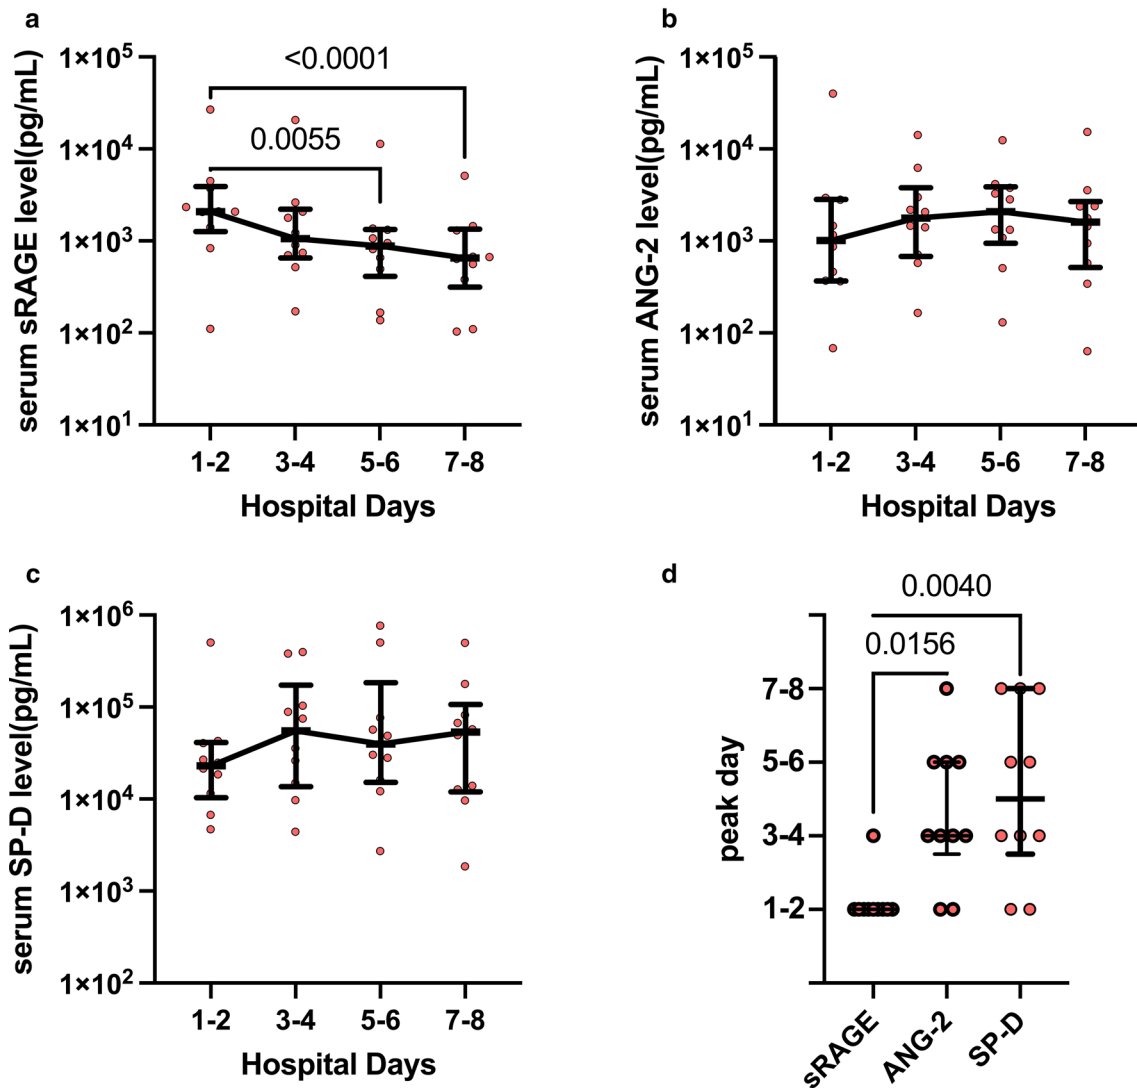 a
serum sRAGE level(pg/mL)
1×10⁵
1×10⁴
1×10³
1×10²
1×10¹
<0.0001
0.0055
1-2
3-4
5-6
7-8
Hospital Days
b
serum ANG-2 level(pg/mL)
1×10⁵
1×10⁴
1×10³
1×10²
1×10¹
1-2
3-4
5-6
7-8
Hospital Days
c
serum SP-D level(pg/mL)
1×10⁶
1×10⁵
1×10⁴
1×10³
1×10²
1-2
3-4
5-6
7-8
Hospital Days
d
0.0040
0.0156
peak day
7-8
5-6
3-4
1-2
sRAGE
ANG-2
SP-D